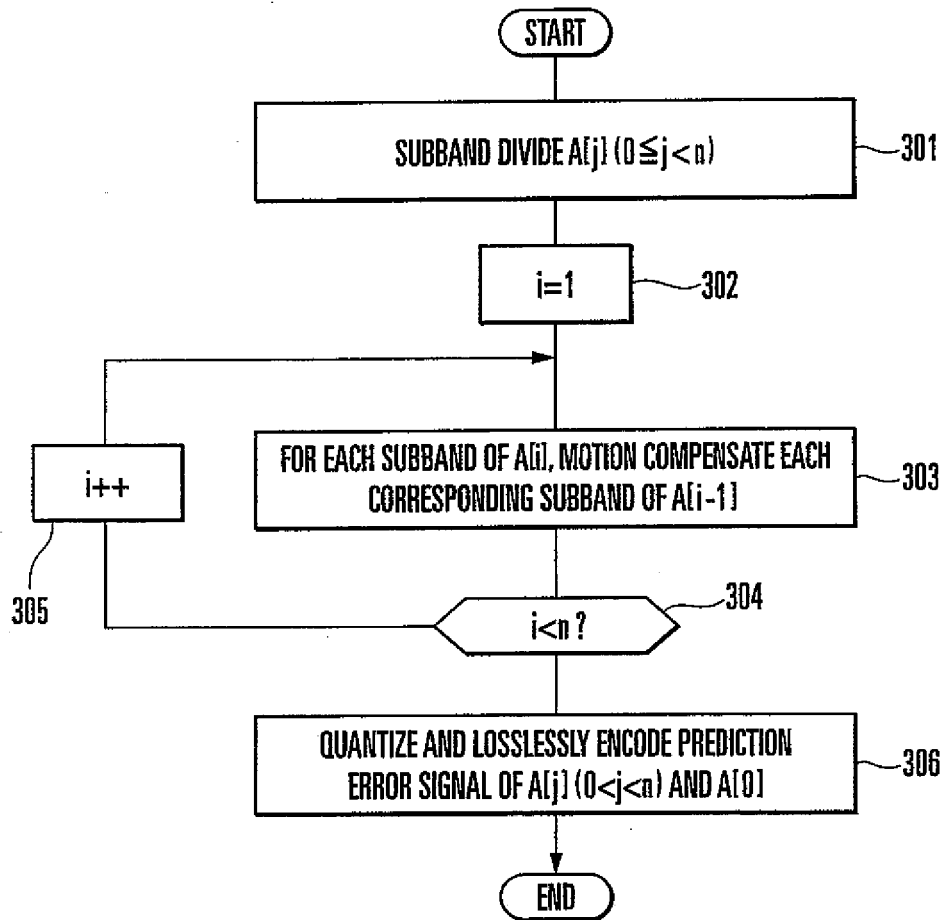 START
SUBBAND DIVIDE A[j] (0≦j<n)
301
i=1
302
FOR EACH SUBBAND OF A[i], MOTION COMPENSATE EACH
CORRESPONDING SUBBAND OF A[i-1]
303
i++
305
i<n ?
304
QUANTIZE AND LOSSLESSLY ENCODE PREDICTION
ERROR SIGNAL OF A[j] (0<j<n) AND A[0]
306
END